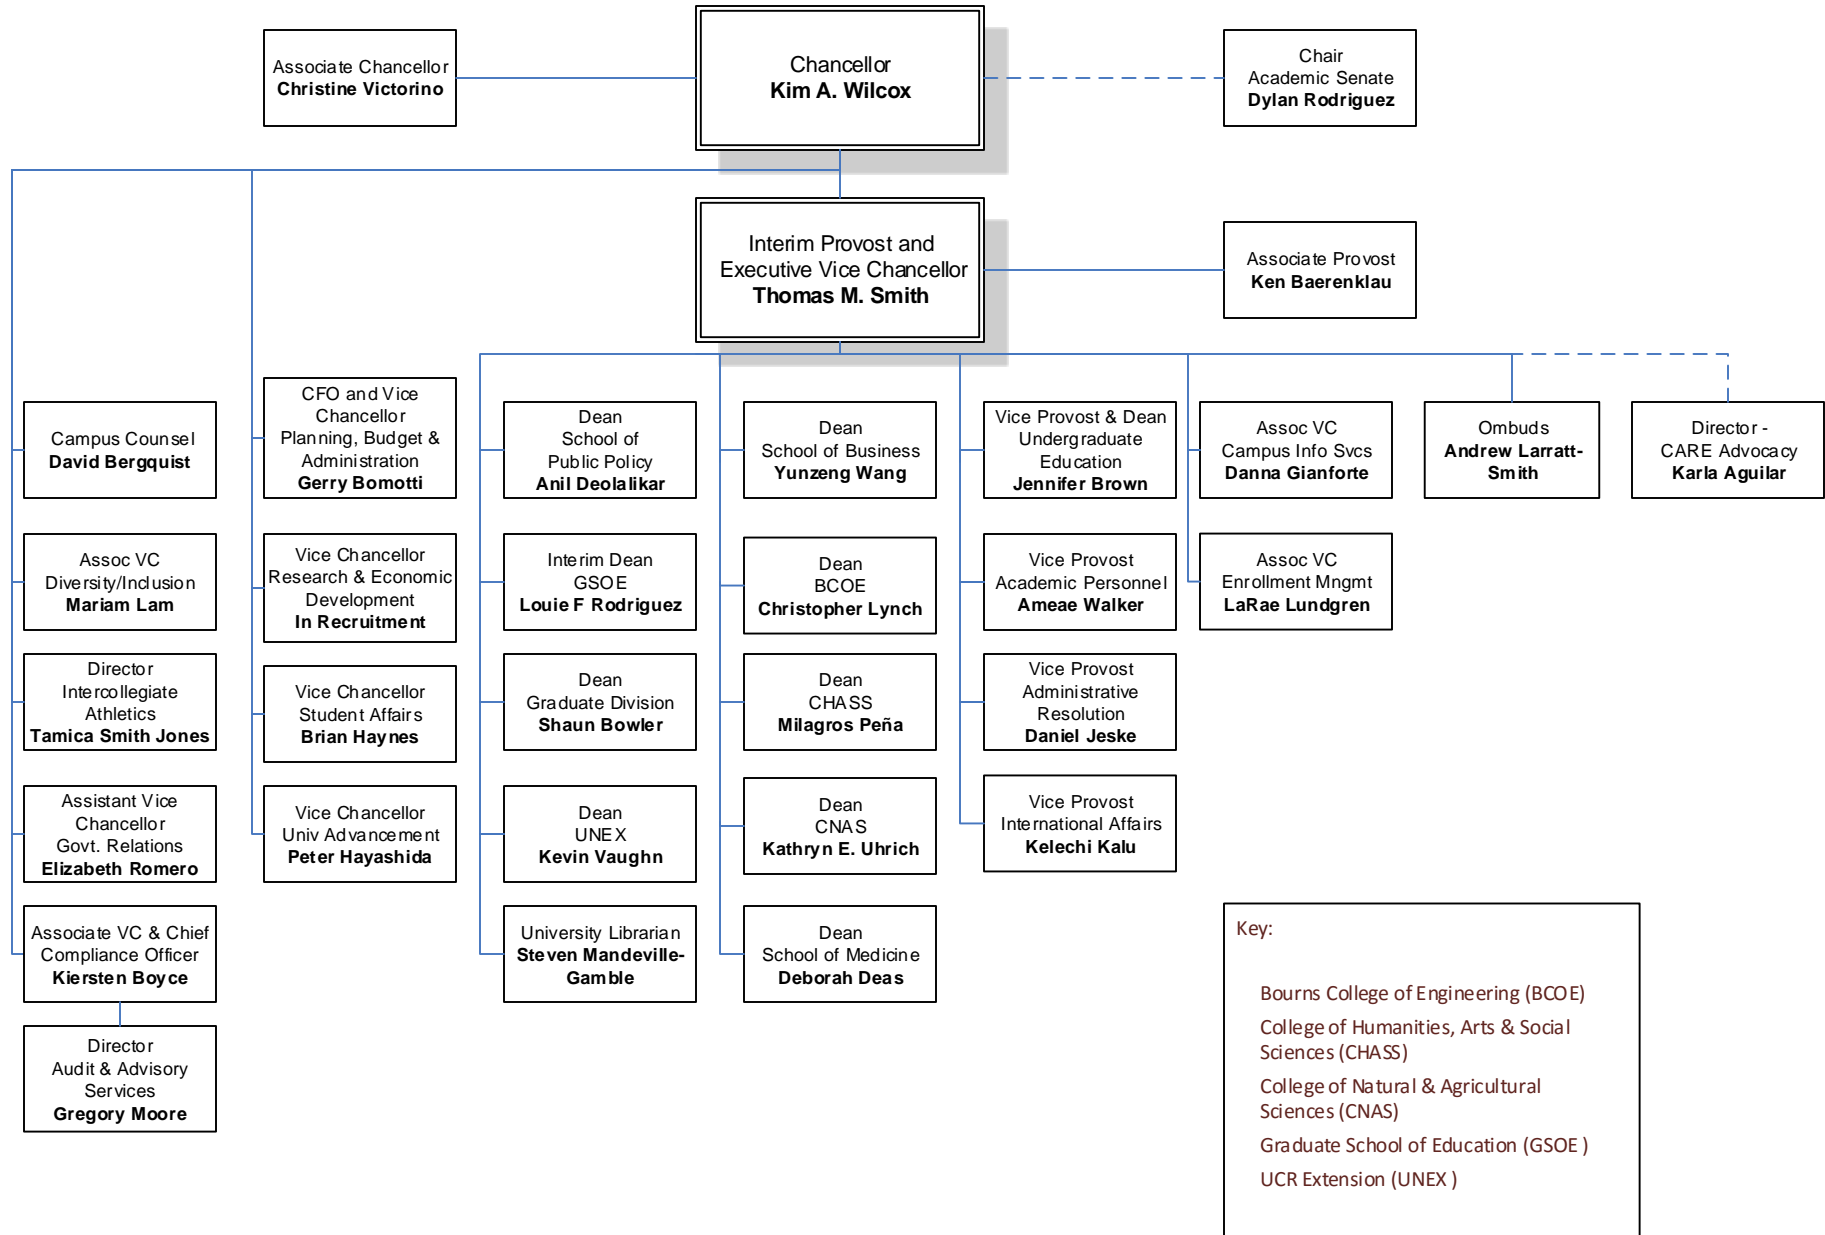 Associate Chancellor
Christine Victorino
Chancellor
Kim A. Wilcox
Chair
Academic Senate
Dylan Rodriguez
Interim Provost and
Executive Vice Chancellor
Thomas M. Smith
Associate Provost
Ken Baerenklau
Campus Counsel
David Bergquist
Assoc VC
Diversity/Inclusion
Mariam Lam
Director
Intercollegiate
Athletics
Tamica Smith Jones
Assistant Vice
Chancellor
Govt. Relations
Elizabeth Romero
Associate VC & Chief
Compliance Officer
Kiersten Boyce
Director
Audit & Advisory
Services
Gregory Moore
CFO and Vice
Chancellor
Planning, Budget &
Administration
Gerry Bomotti
Vice Chancellor
Research & Economic
Development
In Recruitment
Vice Chancellor
Student Affairs
Brian Haynes
Vice Chancellor
Univ Advancement
Peter Hayashida
Dean
School of
Public Policy
Anil Deolalikar
Interim Dean
GSOE
Louie F Rodriguez
Dean
Graduate Division
Shaun Bowler
Dean
UNEX
Kevin Vaughn
University Librarian
Steven Mandeville-
Gamble
Dean
School of Business
Yunzeng Wang
Dean
BCOE
Christopher Lynch
Dean
CHASS
Milagros Peña
Dean
CNAS
Kathryn E. Uhrich
Dean
School of Medicine
Deborah Deas
Vice Provost & Dean
Undergraduate
Education
Jennifer Brown
Vice Provost
Academic Personnel
Ameae Walker
Vice Provost
Administrative
Resolution
Daniel Jeske
Vice Provost
International Affairs
Kelechi Kalu
Assoc VC
Campus Info Svcs
Danna Gianforte
Assoc VC
Enrollment Mngmt
LaRae Lundgren
Ombuds
Andrew Larratt-
Smith
Director -
CARE Advocacy
Karla Aguilar
Key:
Bourns College of Engineering (BCOE)
College of Humanities, Arts & Social
Sciences (CHASS)
College of Natural & Agricultural
Sciences (CNAS)
Graduate School of Education (GSOE )
UCR Extension (UNEX )